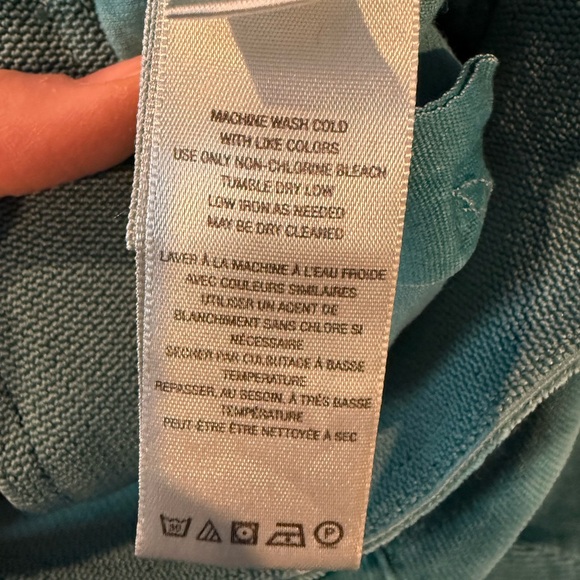 MACHINE WASH COLD
WITH LIKE COLORS
USE ONLY NON-CHLORINE BLEACH
TUMBLE DRY LOW
LOW IRON AS NEEDED
MAY BE DRY CLEANED
LAVER À LA MACHINE À L'EAU FROIDE
AVEC COULEURS SIMILAIRES
UTILISER UN AGENT DE
BLANCHIMENT SANS CHLORE SI
NÉCESSAIRE
SÉCHER PAR CULBUTAGE À BASSE
TEMPÉRATURE
REPASSER, AU BESOIN, À TRÈS BASSE
TEMPÉRATURE
PEUT-ÊTRE ÊTRE NETTOYÉE À SEC
30 P